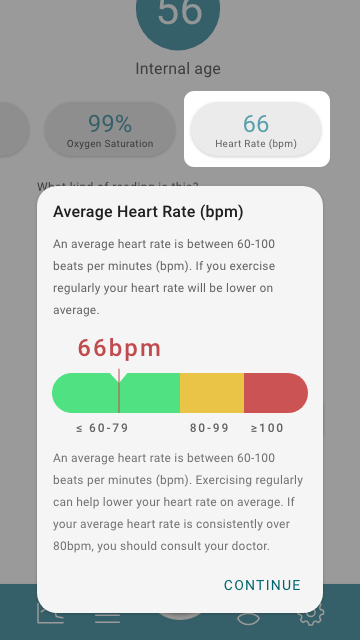 56
Internal age
99%
Oxygen Saturation
66
Heart Rate (bpm)
What kind of reading is this?
Average Heart Rate (bpm)
An average heart rate is between 60-100
beats per minutes (bpm). If you exercise
regularly your heart rate will be lower on
average.
66bpm
≤ 60-79
80-99
≥100
An average heart rate is between 60-100
beats per minutes (bpm). Exercising regularly
can help lower your heart rate on average. If
your average heart rate is consistently over
80bpm, you should consult your doctor.
CONTINUE